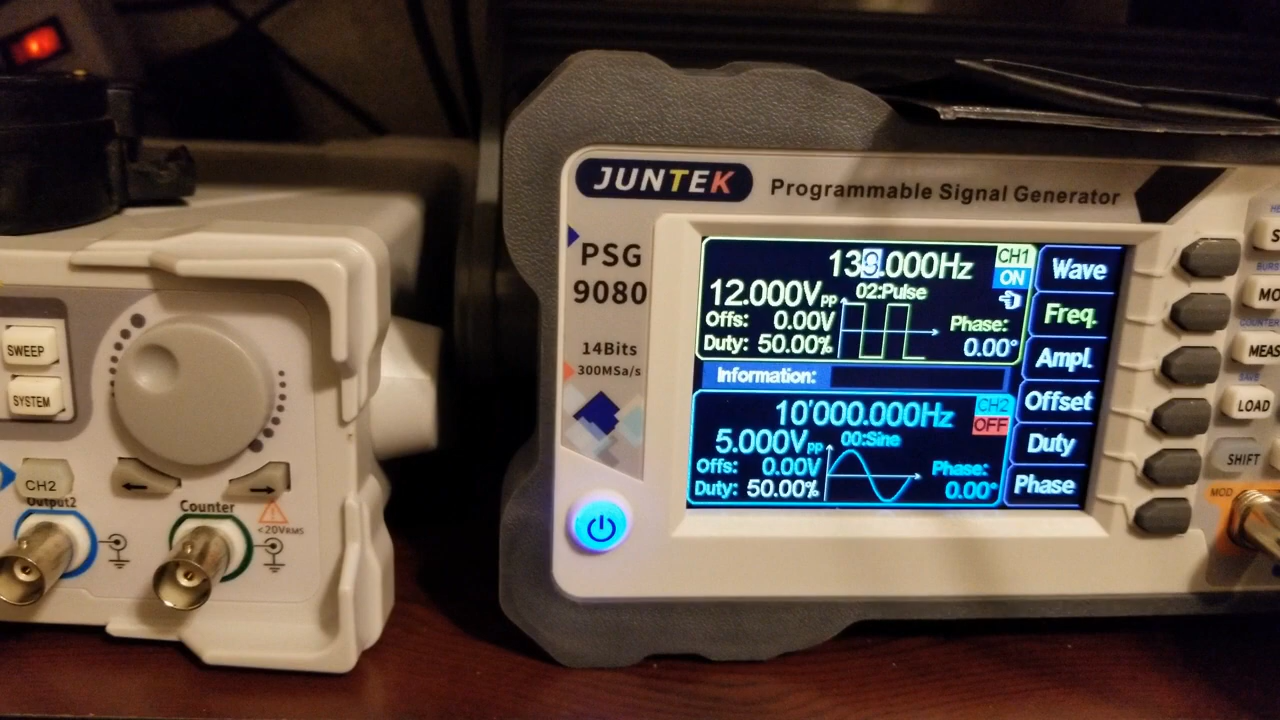 SWEEP
SYSTEM
CH2
Output2
Counter
<20VRMS
JUNTEK
Programmable Signal Generator
PSG
9080
14Bits
300MSa/s
CH1
ON
12.000Vpp
02:Pulse
Offs: 0.00V
Phase:
Duty: 50.00%
0.00°
Information:
10'000.000Hz
CH2
OFF
5.000Vpp
00:Sine
Offs: 0.00V
Phase:
Duty: 50.00%
0.00°
Wave
Freq.
Ampl.
Offset
Duty
Phase
SAVE
LOAD
SHIFT
MOD